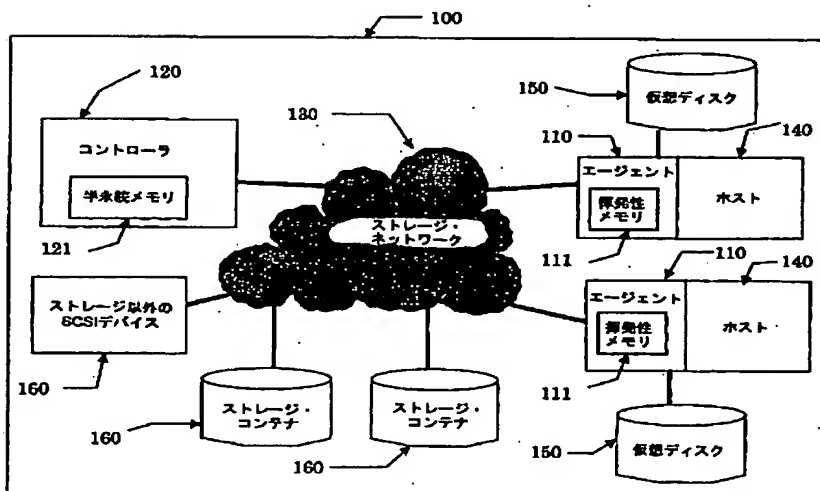 100
120
コントローラ
半永続メモリ
121
130
ストレージ・
ネットワーク
150
仮想ディスク
110
140
エージェント
揮発性
メモリ
ホスト
111
110
140
エージェント
揮発性
メモリ
ホスト
111
ストレージ以外の
SCSIデバイス
160
ストレージ・
コンテナ
160
ストレージ・
コンテナ
160
150
仮想ディスク